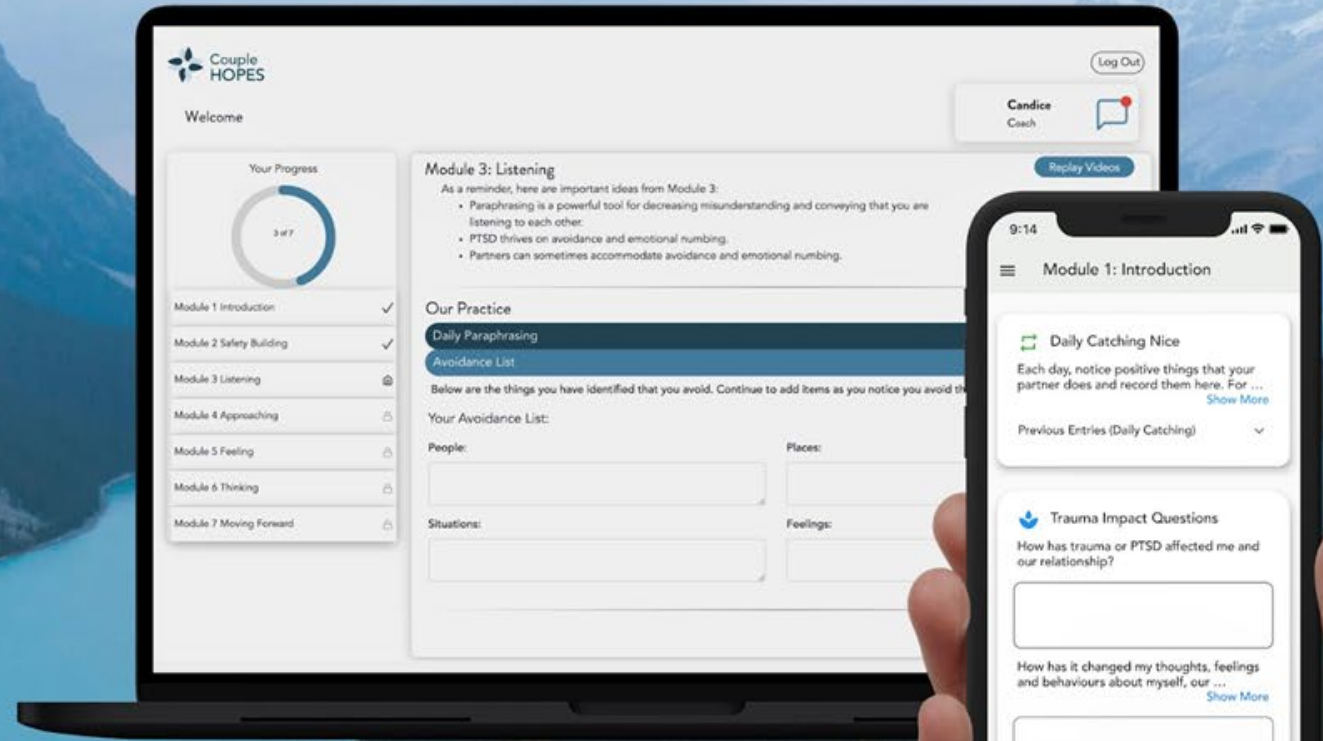 Couple
HOPES
Log Out
Welcome
Candice
Coach
Your Progress
3 of 7
Module 1 Introduction
Module 2 Safety Building
Module 3 Listening
Module 4 Approaching
Module 5 Feeling
Module 6 Thinking
Module 7 Moving Forward
Module 3: Listening
Replay Videos
As a reminder, here are important ideas from Module 3:
• Paraphrasing is a powerful tool for decreasing misunderstanding and conveying that you are
listening to each other.
• PTSD thrives on avoidance and emotional numbing.
• Partners can sometimes accommodate avoidance and emotional numbing.
Our Practice
Daily Paraphrasing
Avoidance List
Below are the things you have identified that you avoid. Continue to add items as you notice you avoid th
Your Avoidance List:
People:
Places:
Situations:
Feelings:
9:14
Module 1: Introduction
Daily Catching Nice
Each day, notice positive things that your
partner does and record them here. For ...
Show More
Previous Entries (Daily Catching)
Trauma Impact Questions
How has trauma or PTSD affected me and
our relationship?
How has it changed my thoughts, feelings
and behaviours about myself, our ...
Show More